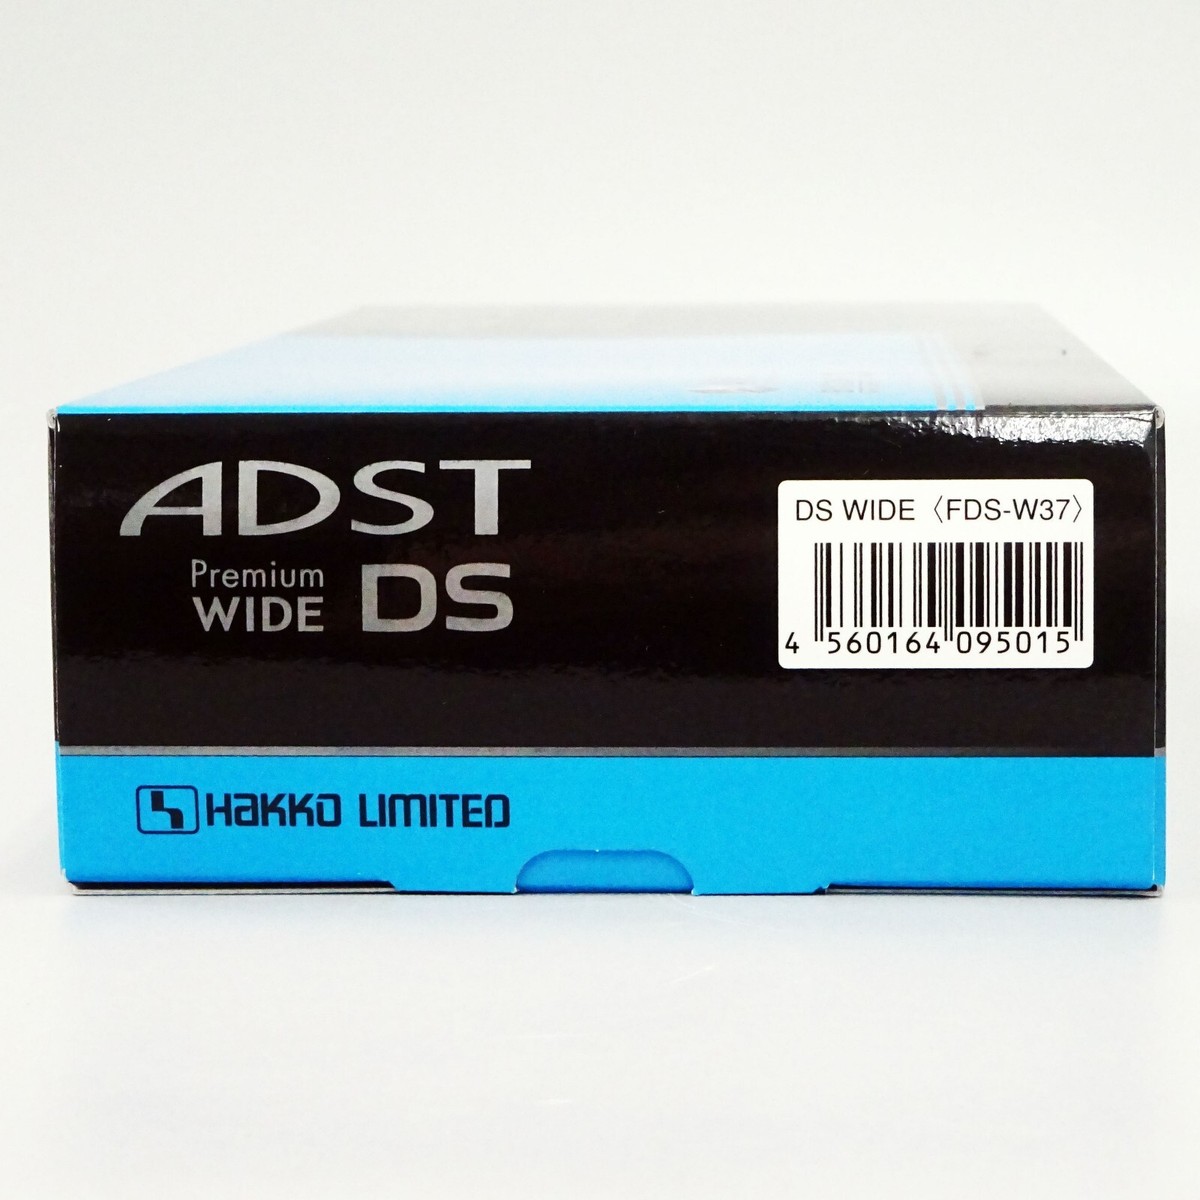 ADST
Premium
WIDE DS
DS WIDE〈FDS-W37〉
4 560164 095015
HAKKO LIMITED